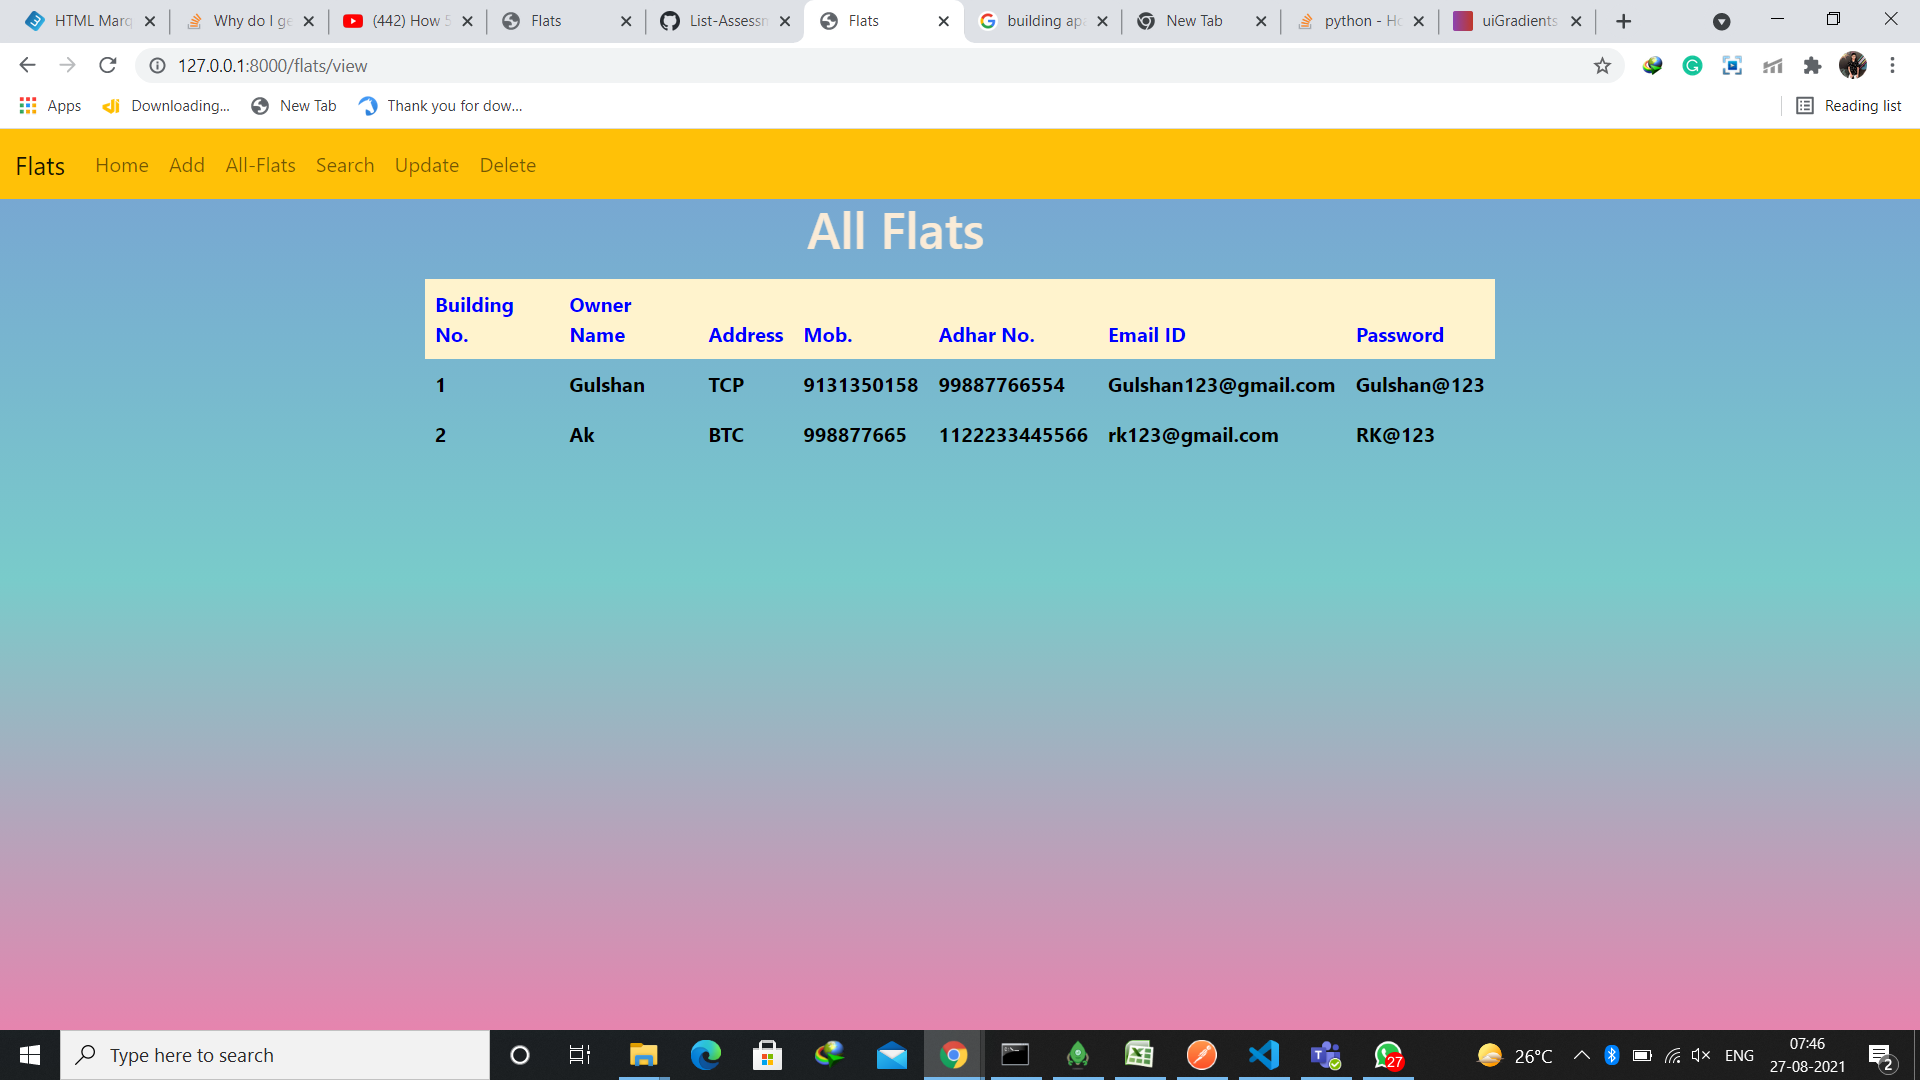 HTML Marq
Why do I ge
(442) How 5
Flats
List-Assessm
Flats
building apa
New Tab
python - Ho
uiGradients
127.0.0.1:8000/flats/view
Apps
Downloading...
New Tab
Thank you for dow...
Reading list
Flats Home Add All-Flats Search Update Delete
All Flats
Building No. Owner Name Address Mob. Adhar No. Email ID Password
1 Gulshan TCP 9131350158 99887766554 Gulshan123@gmail.com Gulshan@123
2 Ak BTC 998877665 1122233445566 rk123@gmail.com RK@123
Type here to search
27
26°C
ENG
07:46
27-08-2021
2